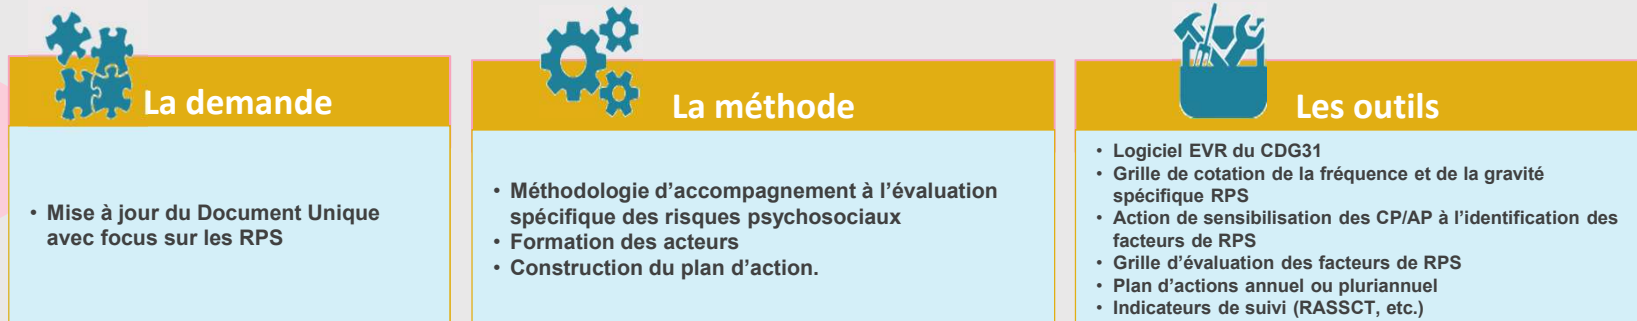 La demande
• Mise à jour du Document Unique
avec focus sur les RPS
La méthode
• Méthodologie d’accompagnement à l’évaluation
spécifique des risques psychosociaux
• Formation des acteurs
• Construction du plan d’action.
Les outils
• Logiciel EVR du CDG31
• Grille de cotation de la fréquence et de la gravité
spécifique RPS
• Action de sensibilisation des CP/AP à l’identification des
facteurs de RPS
• Grille d’évaluation des facteurs de RPS
• Plan d’actions annuel ou pluriannuel
• Indicateurs de suivi (RASSCT, etc.)